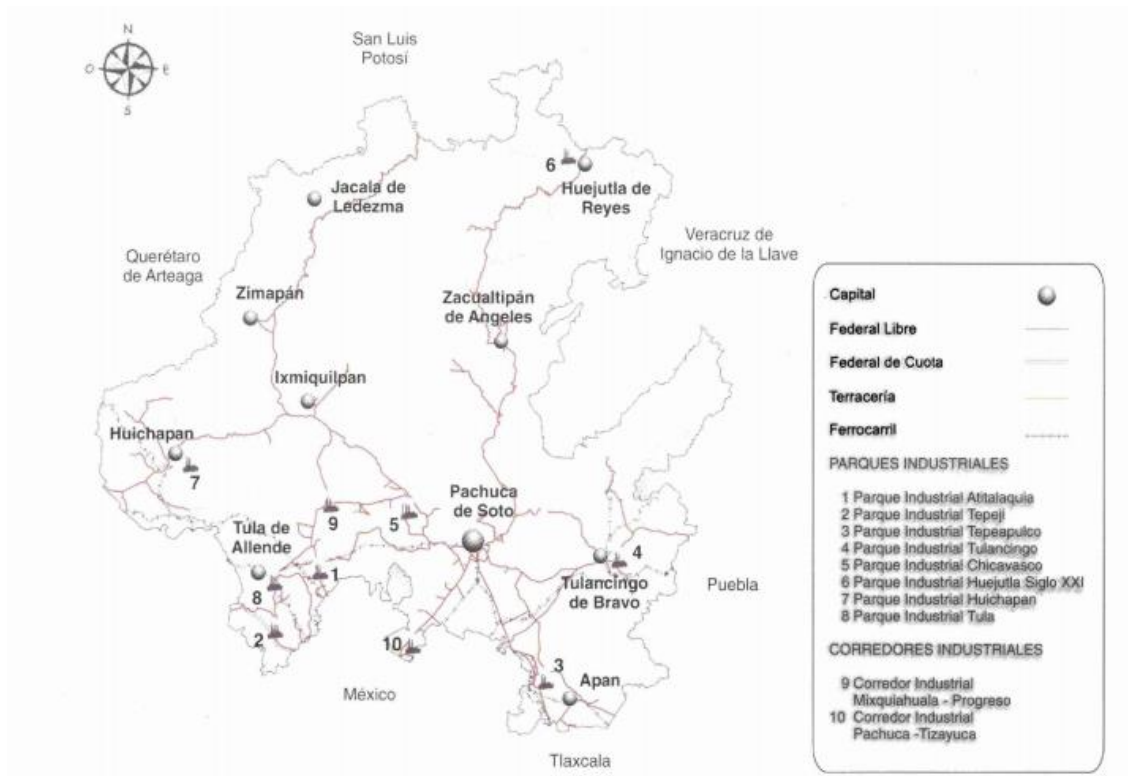 N
O
E
S
San Luis
Potosí
6
Huejutla de
Reyes
Jacala de
Ledezma
Veracruz de
Ignacio de la Llave
Querétaro
de Arteaga
Zimapán
Zacualtipán
de Angeles
Ixmiquilpan
Huichapan
7
Pachuca
de Soto
9
5
Tula de
Allende
1
4
8
Tulancingo
de Bravo
Puebla
2
10
3
Apan
México
Tlaxcala
Capital
Federal Libre
Federal de Cuota
Terracería
Ferrocarril
PARQUES INDUSTRIALES
1 Parque Industrial Atitalaquia
2 Parque Industrial Tepeji
3 Parque Industrial Tepeapulco
4 Parque Industrial Tulancingo
5 Parque Industrial Chicavasco
6 Parque Industrial Huejutla Siglo XXI
7 Parque Industrial Huichapan
8 Parque Industrial Tula
CORREDORES INDUSTRIALES
9 Corredor Industrial
Mixquiahuala - Progreso
10 Corredor Industrial
Pachuca -Tizayuca